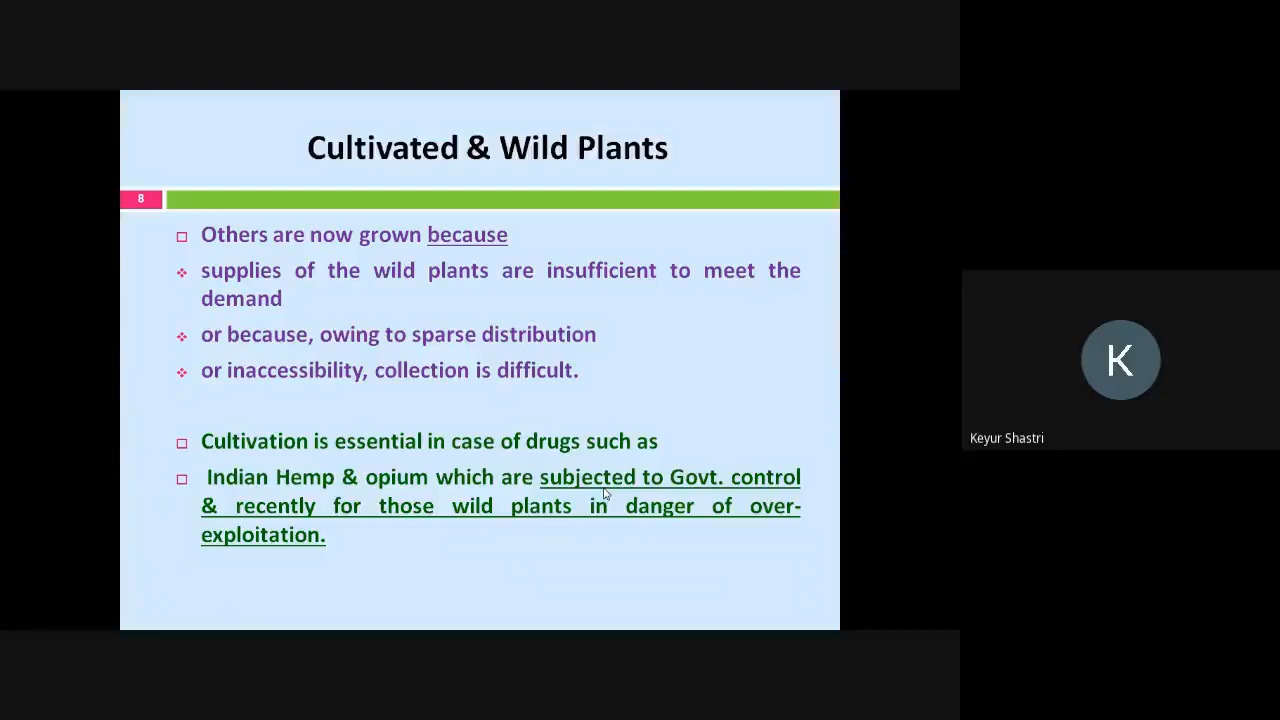 Cultivated & Wild Plants
8
Others are now grown because
supplies of the wild plants are insufficient to meet the
demand
or because, owing to sparse distribution
or inaccessibility, collection is difficult.
Cultivation is essential in case of drugs such as
Indian Hemp & opium which are subjected to Govt. control
& recently for those wild plants in danger of over-
exploitation.
K
Keyur Shastri